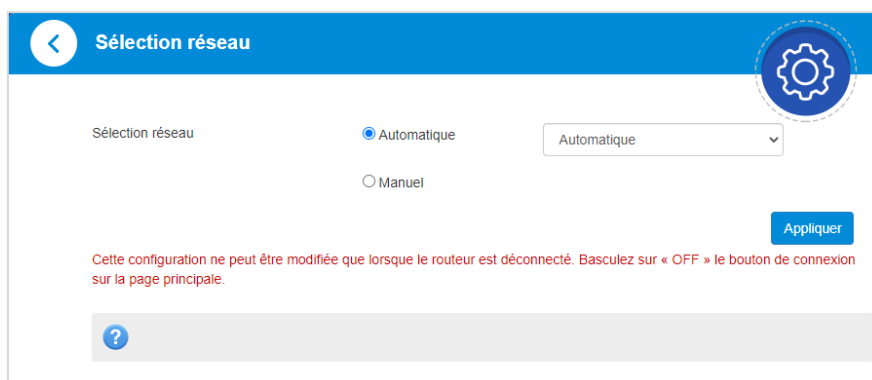 Sélection réseau
Sélection réseau
Automatique
Automatique
Manuel
Appliquer
Cette configuration ne peut être modifiée que lorsque le routeur est déconnecté. Basculez sur « OFF » le bouton de connexion
sur la page principale.
?